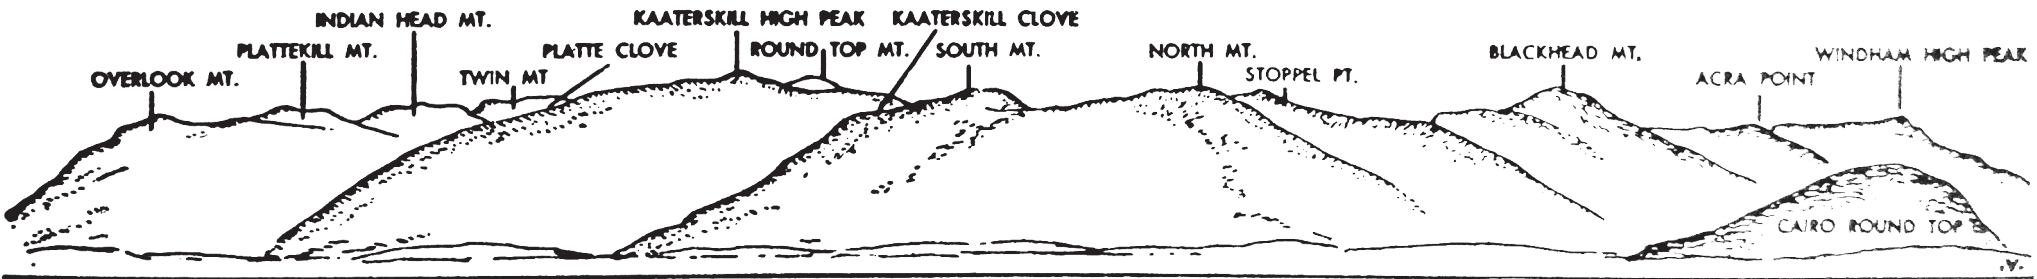 INDIAN HEAD MT.
KAATERSKILL HIGH PEAK
KAATERSKILL CLOVE
PLATTEKILL MT.
PLATTE CLOVE
ROUND TOP MT.
SOUTH MT.
NORTH MT.
BLACKHEAD MT.
WINDHAM HIGH PEAK
OVERLOOK MT.
TWIN MT
STOPPEL PT.
ACRA POINT
CAIRO ROUND TOP